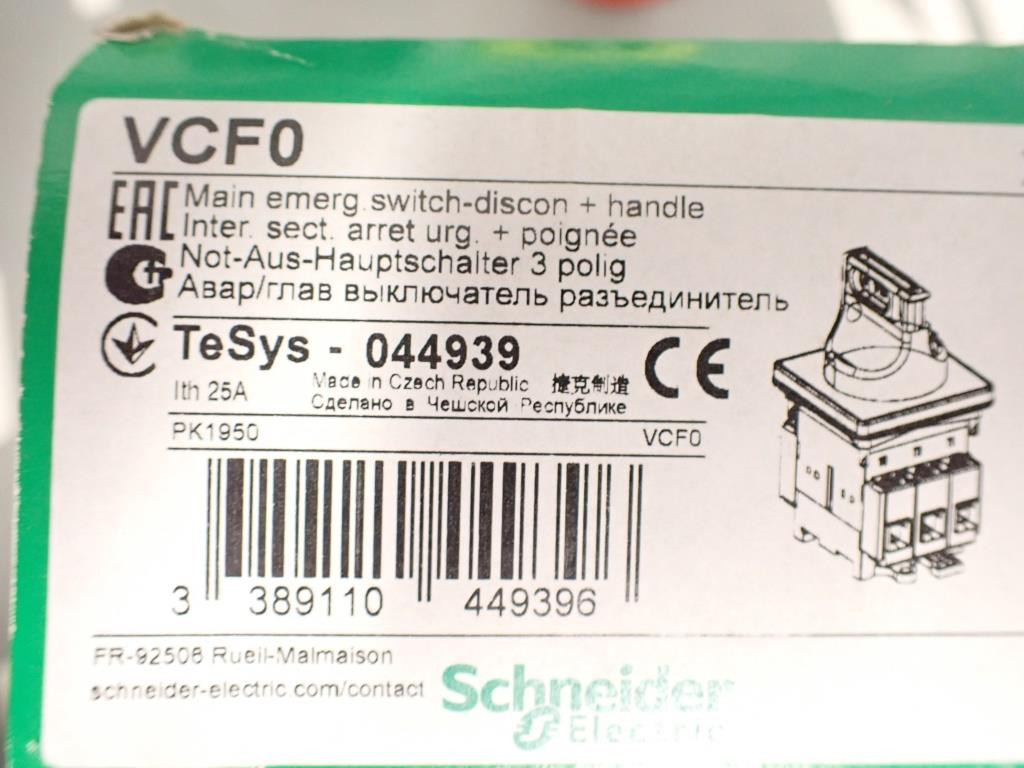 VCF0
EAC Main emerg.switch-discon + handle
Inter. sect. arret urg. + poignée
Not-Aus-Hauptschalter 3 polig
Авар/глав выключатель разъединитель
TeSys - 044939
CE
Ith 25A
Made in Czech Republic 捷克制造
Сделано в Чешской Республике
PK1950 VCF0
3 389110 449396
FR-92506 Rueil-Malmaison
schneider-electric.com/contact
Schneider
Electric